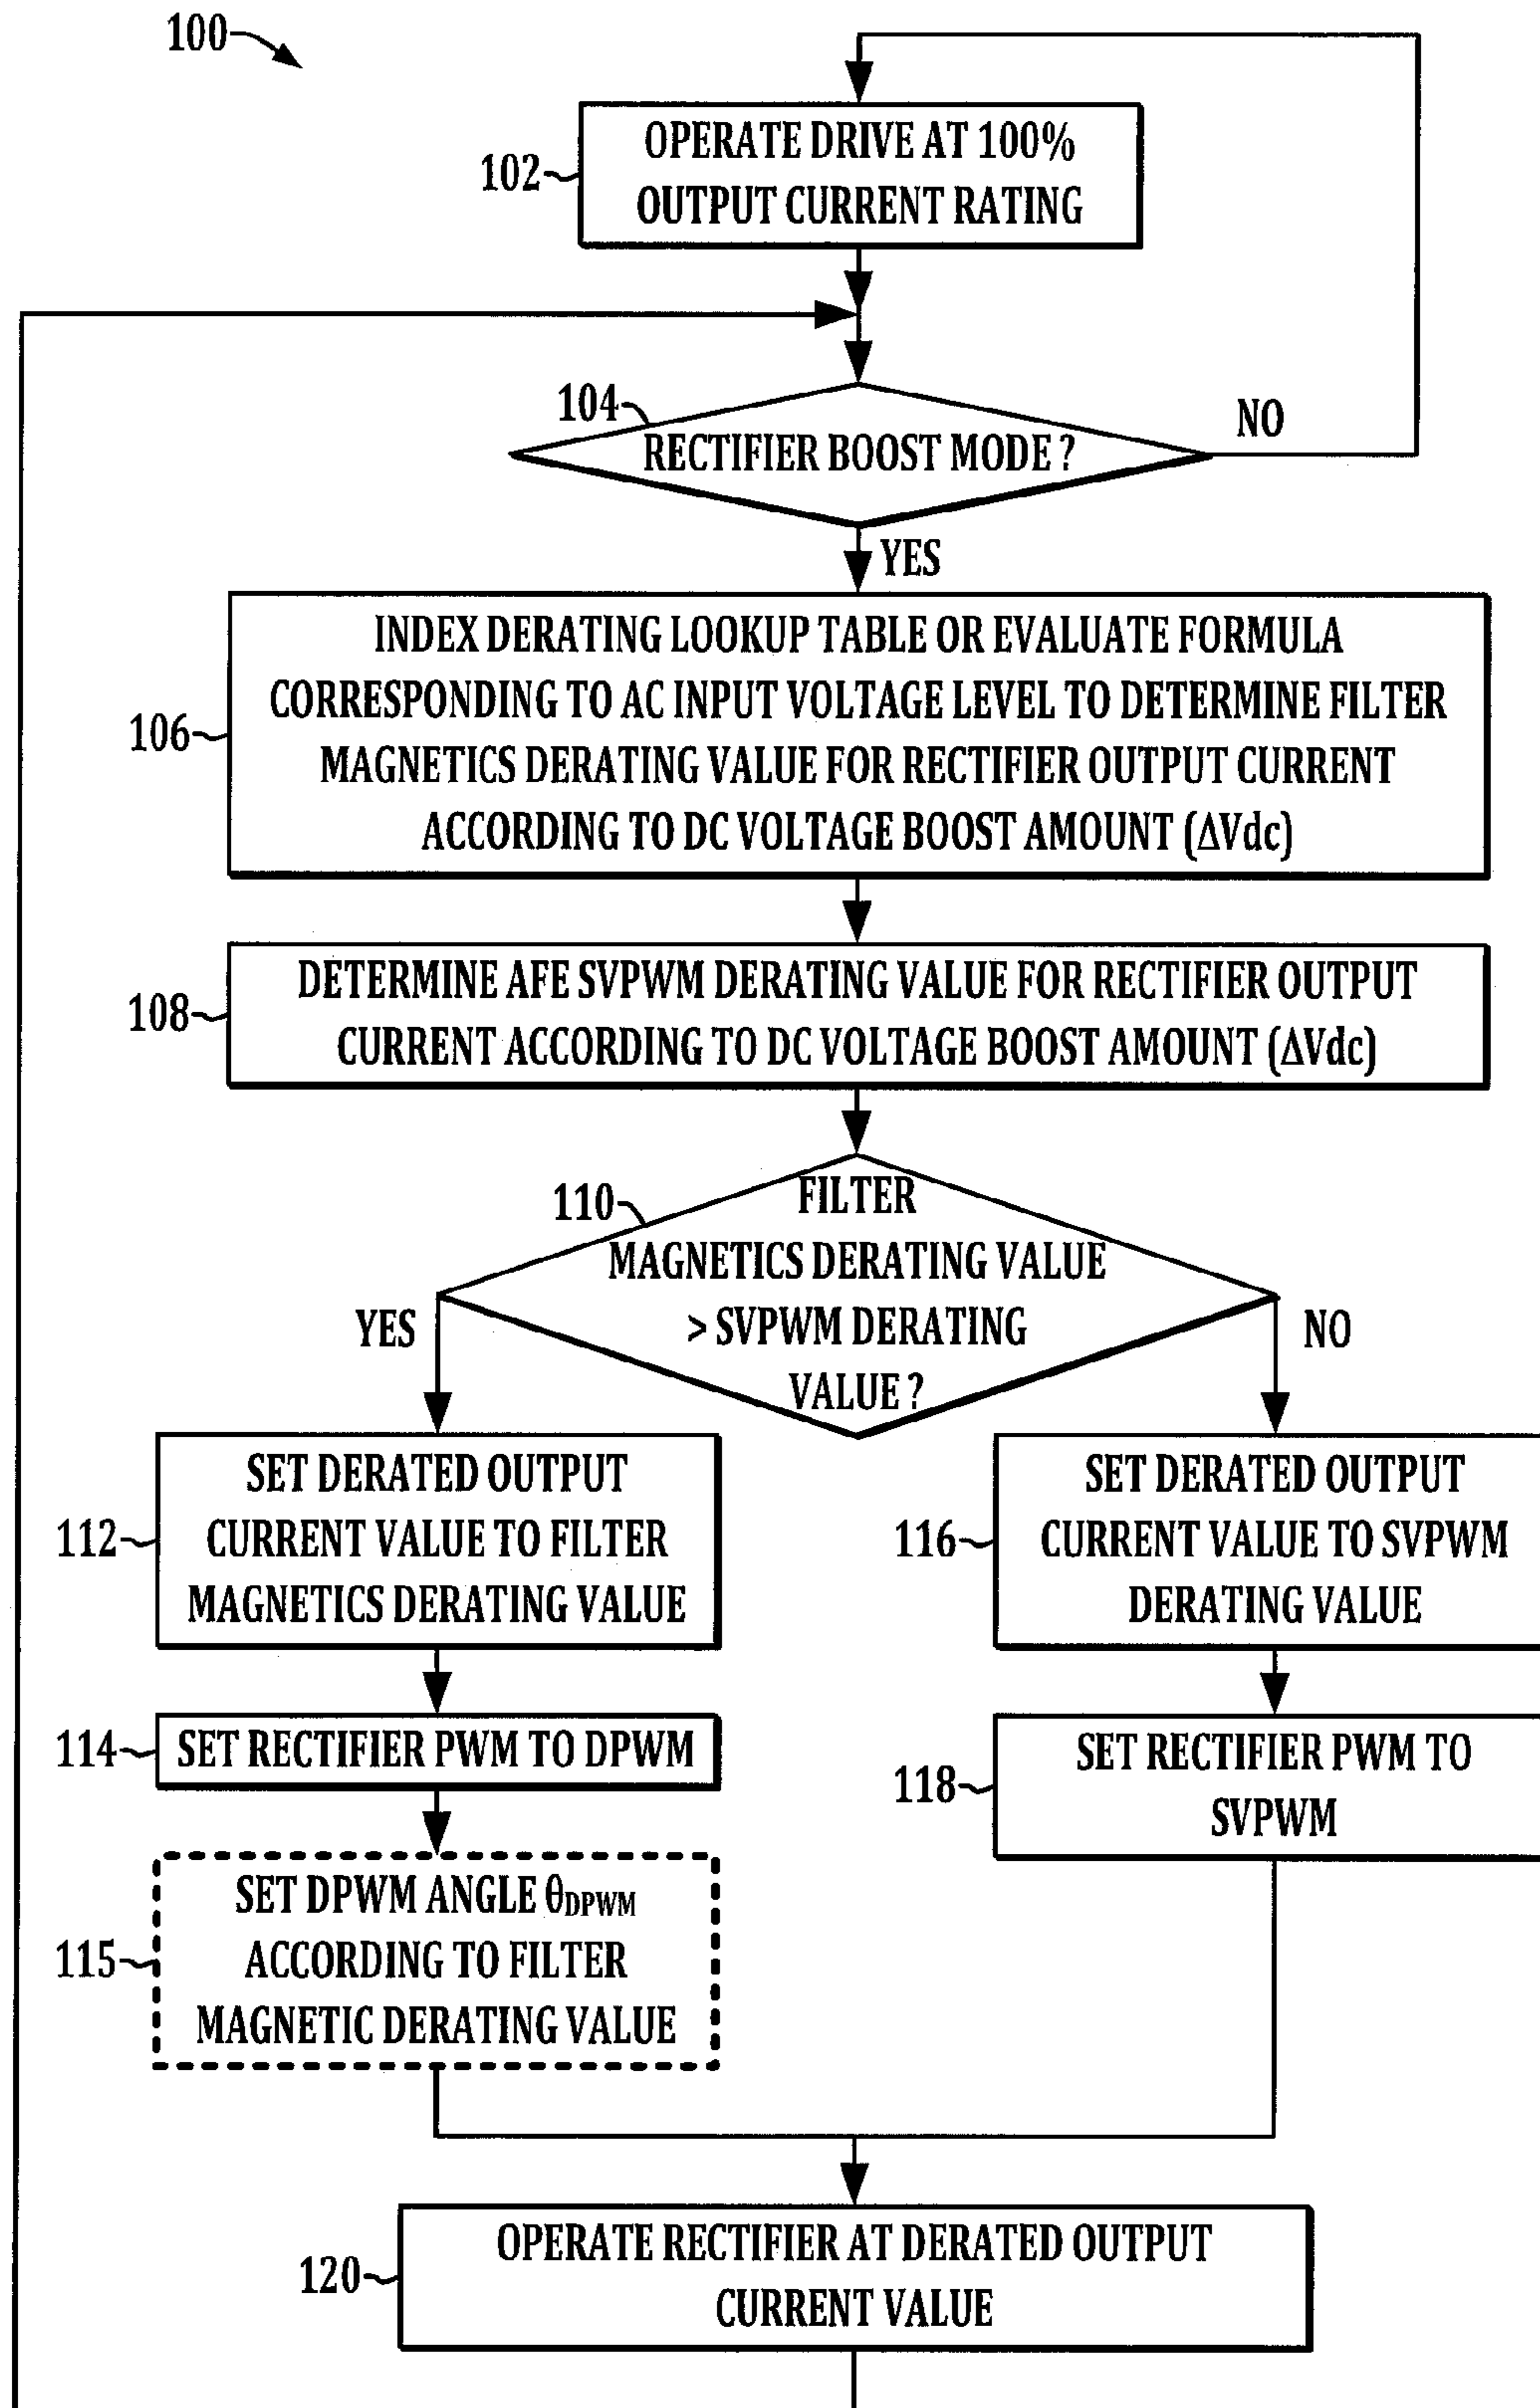 100
OPERATE DRIVE AT 100%
OUTPUT CURRENT RATING
102
104
RECTIFIER BOOST MODE ?
NO
YES
INDEX DERATING LOOKUP TABLE OR EVALUATE FORMULA
CORRESPONDING TO AC INPUT VOLTAGE LEVEL TO DETERMINE FILTER
MAGNETICS DERATING VALUE FOR RECTIFIER OUTPUT CURRENT
ACCORDING TO DC VOLTAGE BOOST AMOUNT (ΔVdc)
106
DETERMINE AFE SVPWM DERATING VALUE FOR RECTIFIER OUTPUT
CURRENT ACCORDING TO DC VOLTAGE BOOST AMOUNT (ΔVdc)
108
110
FILTER
MAGNETICS DERATING VALUE
> SVPWM DERATING
VALUE ?
YES
NO
SET DERATED OUTPUT
CURRENT VALUE TO FILTER
MAGNETICS DERATING VALUE
112
SET RECTIFIER PWM TO DPWM
114
SET DPWM ANGLE θDPWM
ACCORDING TO FILTER
MAGNETIC DERATING VALUE
115
SET DERATED OUTPUT
CURRENT VALUE TO SVPWM
DERATING VALUE
116
SET RECTIFIER PWM TO
SVPWM
118
OPERATE RECTIFIER AT DERATED OUTPUT
CURRENT VALUE
120